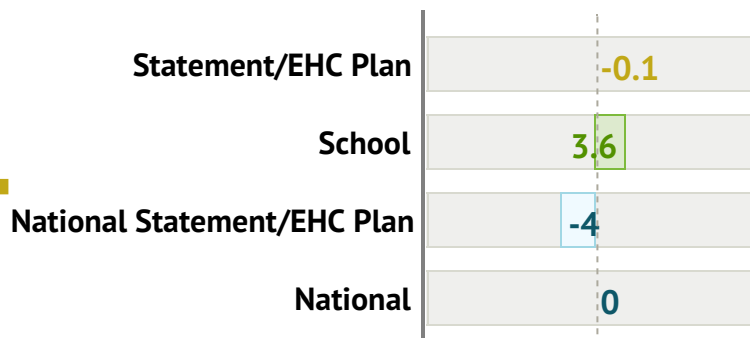 Statement/EHC Plan -0.1
School 3.6
National Statement/EHC Plan -4
National 0